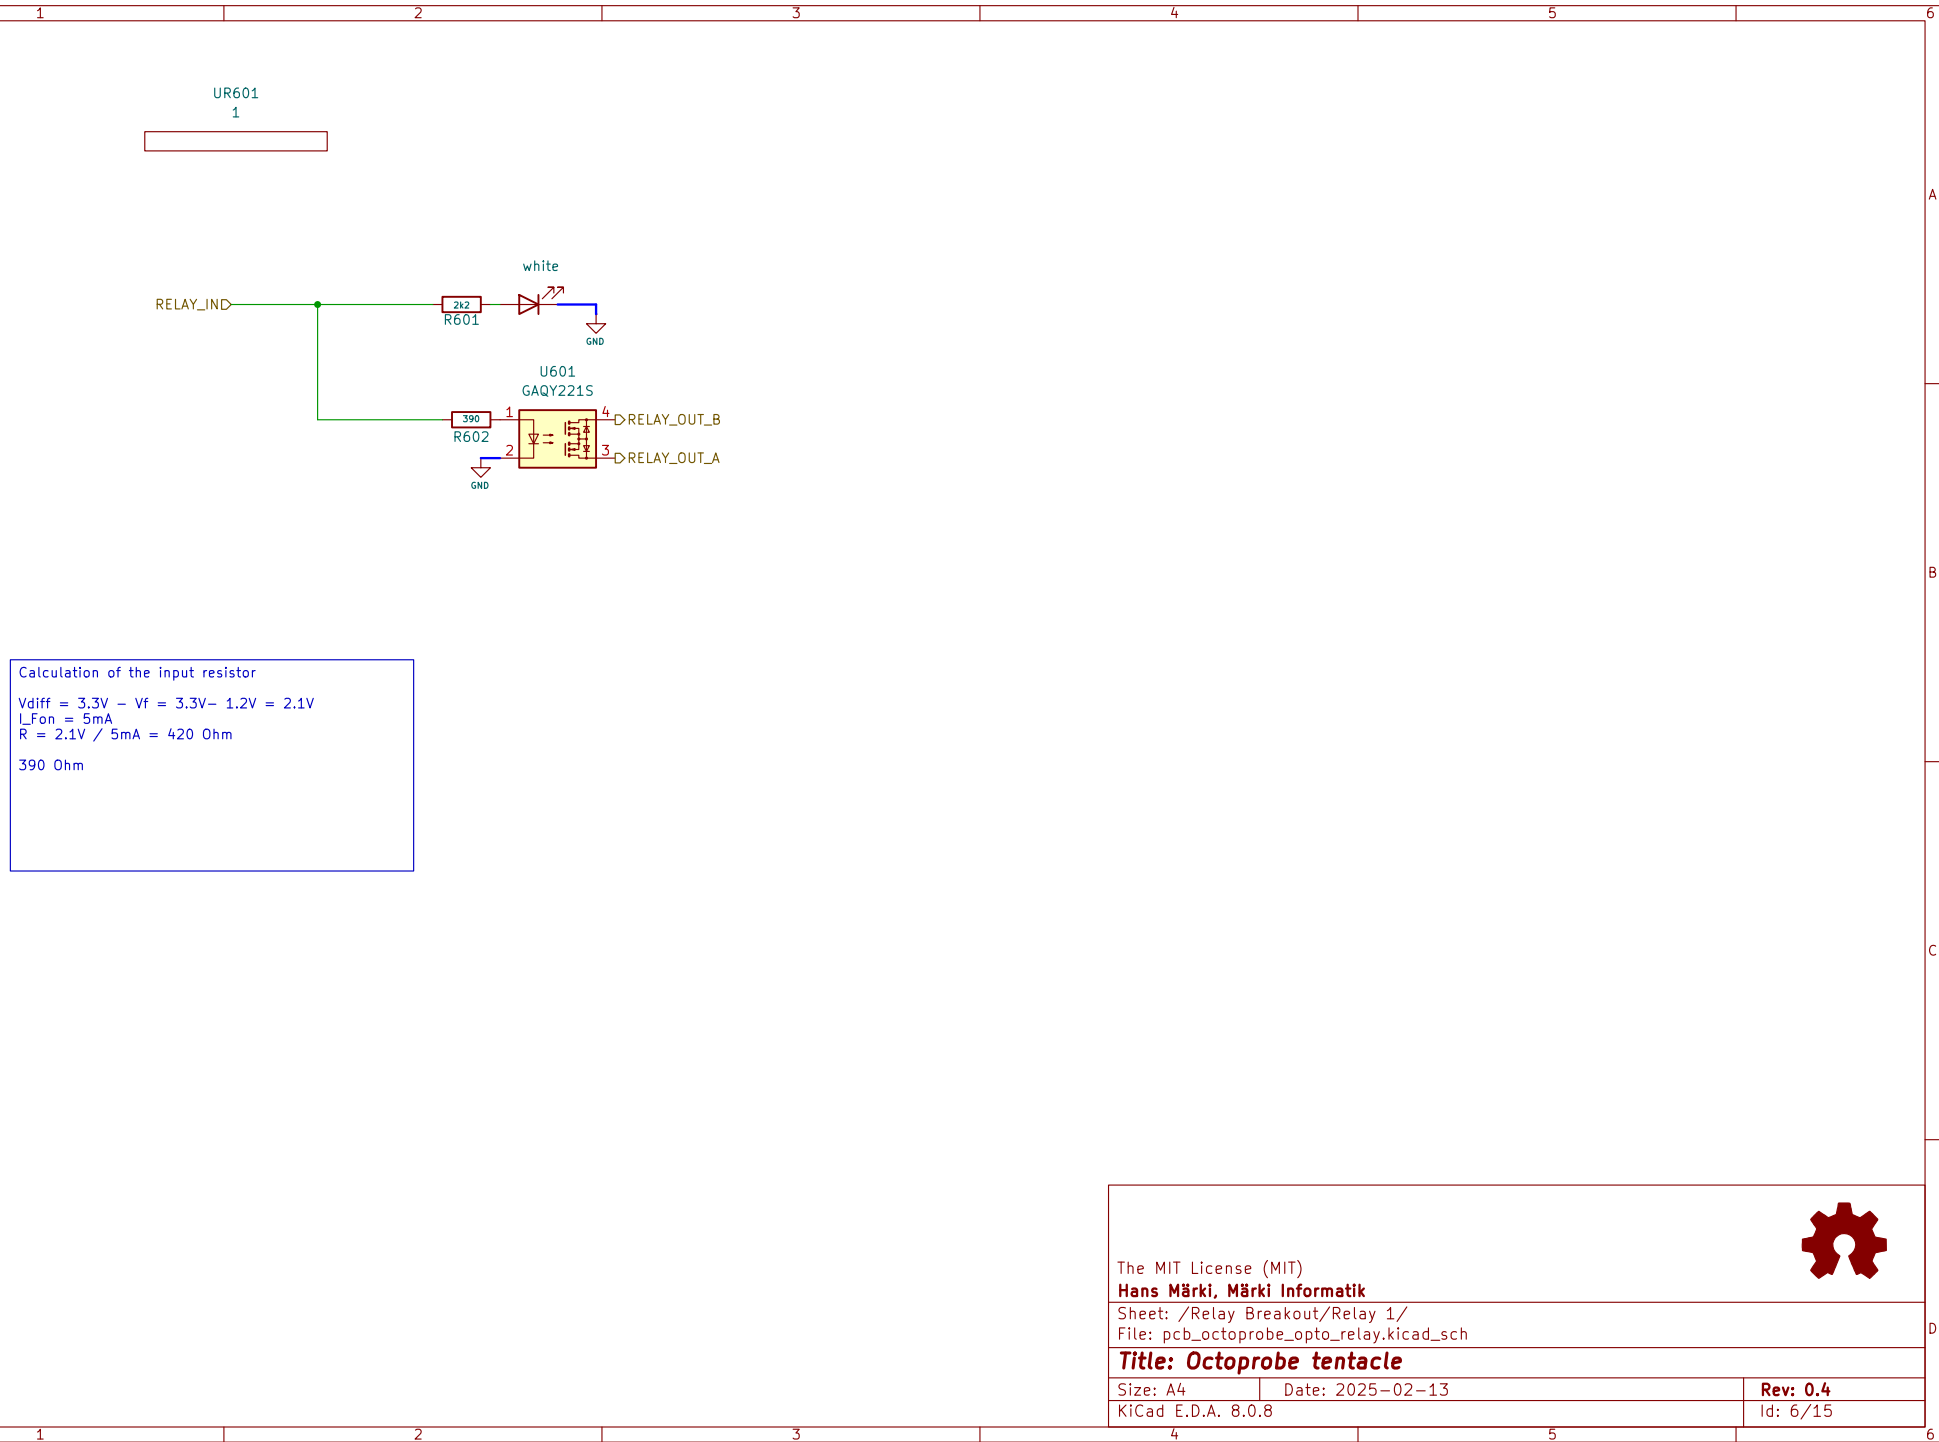 1 2 3 4 5 6
UR601
1
A
white
RELAY_IN
2k2
R601
GND
U601
GAQY221S
390
R602
1
4
RELAY_OUT_B
2
3
RELAY_OUT_A
GND
B
Calculation of the input resistor
Vdiff = 3.3V - Vf = 3.3V- 1.2V = 2.1V
I_Fon = 5mA
R = 2.1V / 5mA = 420 Ohm
390 Ohm
C
The MIT License (MIT)
Hans Märki, Märki Informatik
Sheet: /Relay Breakout/Relay 1/
File: pcb_octoprobe_opto_relay.kicad_sch
D
Title: Octoprobe tentacle
Size: A4 Date: 2025-02-13 Rev: 0.4
KiCad E.D.A. 8.0.8 Id: 6/15
1 2 3 4 5 6